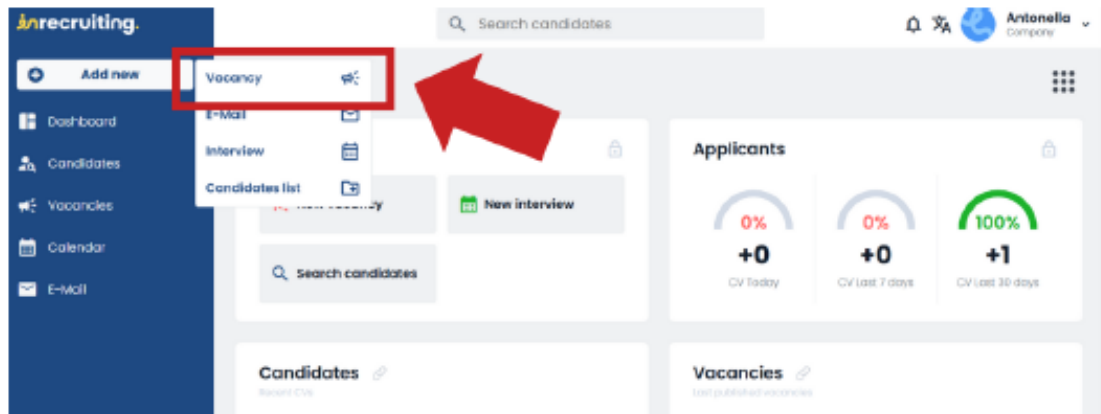 inrecruiting.
Search candidates
Antonella
Company
Add new
Vacancy
E-Mail
Interview
Candidates list
Dashboard
Candidates
Vacancies
Calendar
E-Mail
New vacancy
New interview
Search candidates
Applicants
0%
+0
CV Today
0%
+0
CV Last 7 days
100%
+1
CV Last 30 days
Candidates
Recent CVs
Vacancies
Last published vacancies